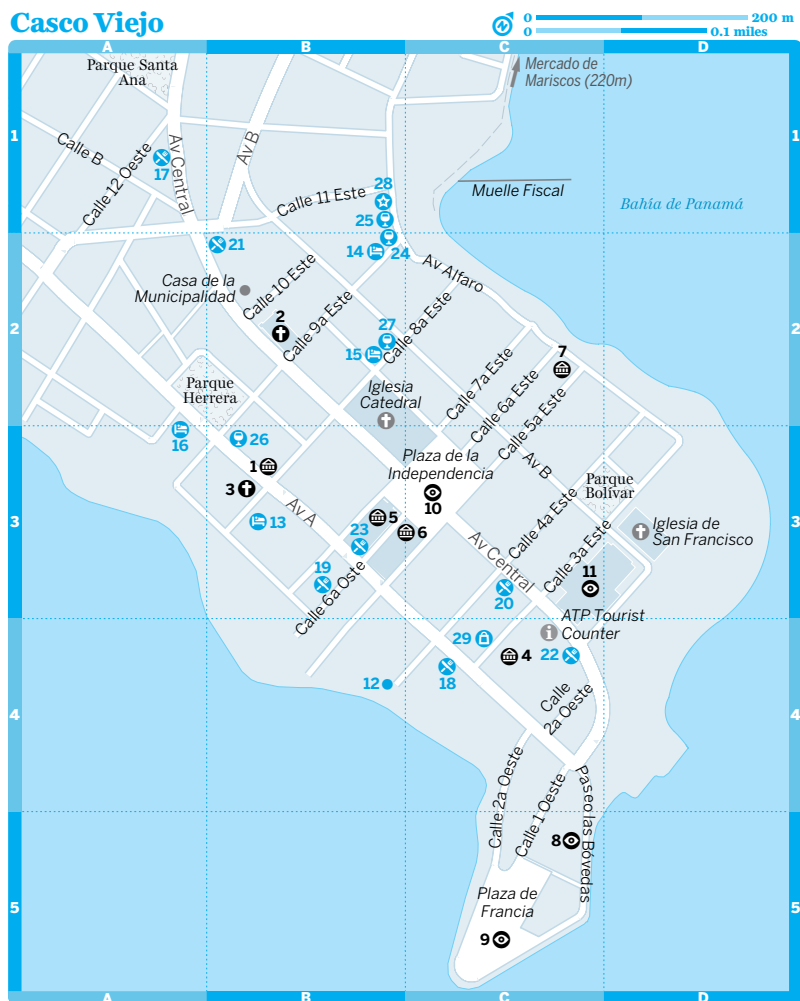 Casco Viejo
0 200 m
0 0.1 miles
A B C D
Parque Santa
Ana
Mercado de
Mariscos (220m)
1 1
Calle B
Calle 12 Oeste
17
Av Central
Av B
Calle 11 Este
28
25
24
14
Muelle Fiscal
Bahía de Panamá
21
Av Alfaro
Casa de la
Municipalidad
Calle 10 Este
2
Calle 9a Este
27
15
Calle 8a Este
2 2
7
Calle 7a Este
Calle 6a Este
Calle 5a Este
Parque
Herrera
Iglesia
Catedral
16
26
1
3
13
Av A
Plaza de la
Independencia
10
Av B
Parque
Bolívar
3 3
5
6
23
19
Calle 6a Oste
Av Central
Calle 4a Este
Calle 3a Este
Iglesia de
San Francisco
11
20
ATP Tourist
Counter
29
4
22
12
18
4 4
Calle
2a Oeste
Calle 2a Oeste
Calle 1 Oeste
Paseo las Bóvedas
8
Plaza de
Francia
9
5 5
A B C D